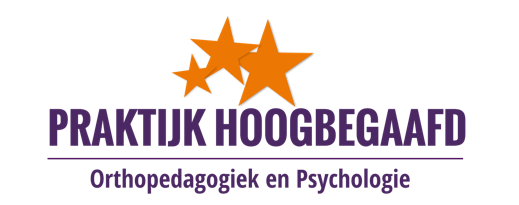 PRAKTIJK HOOGBEGAAFD
Orthopedagogiek en Psychologie